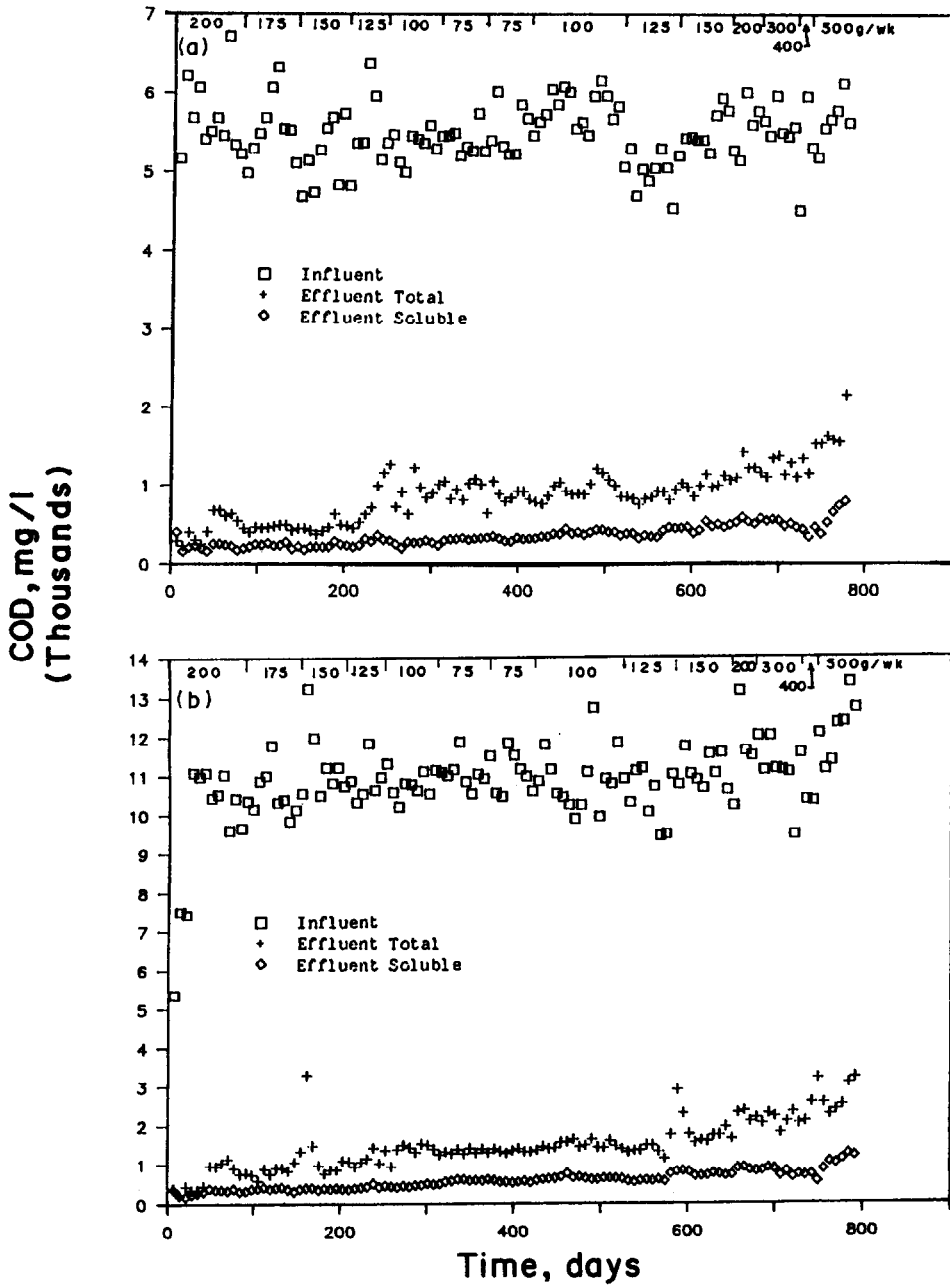 200 175 150 125 100 75 75 100 125 150 200 300 500g/wk
400
(a)
7
6
5
4
3
2
1
0
□ Influent
+ Effluent Total
◇ Effluent Soluble
0 200 400 600 800
COD, mg/l
(Thousands)
200 175 150 125 100 75 75 100 125 150 200 300 500g/wk
400
(b)
14
13
12
11
10
9
8
7
6
5
4
3
2
1
0
□ Influent
+ Effluent Total
◇ Effluent Soluble
0 200 400 600 800
Time, days